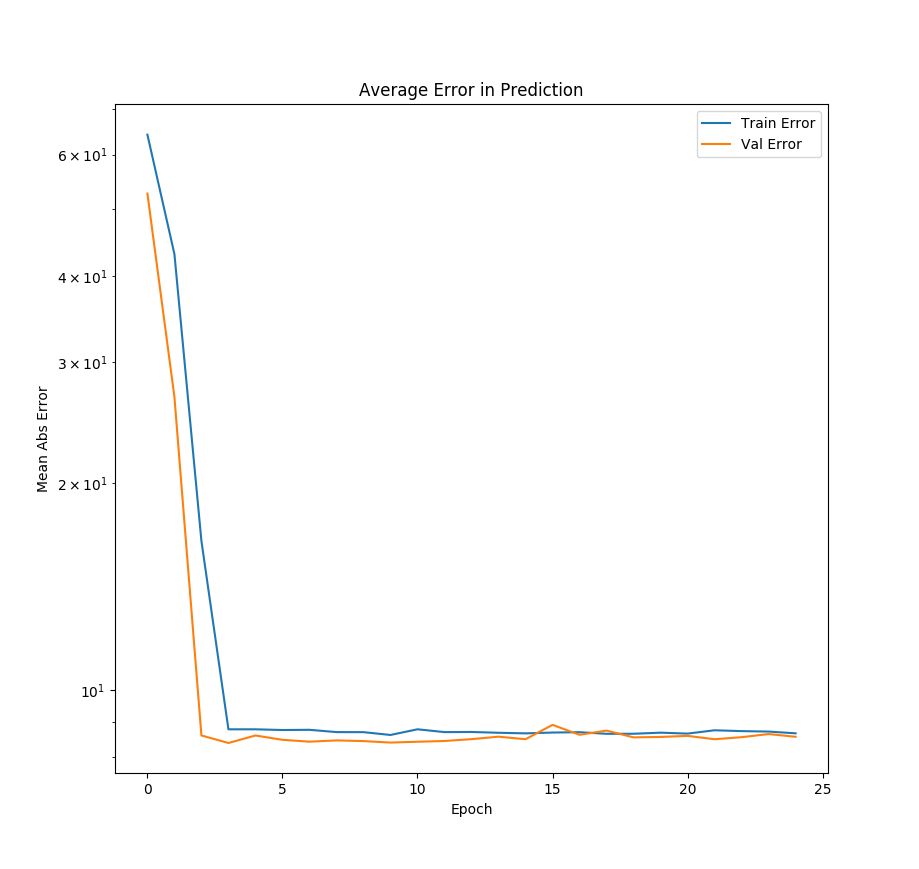 Average Error in Prediction
Train Error
Val Error
6 × 10¹
4 × 10¹
3 × 10¹
2 × 10¹
10¹
Mean Abs Error
0 5 10 15 20 25
Epoch